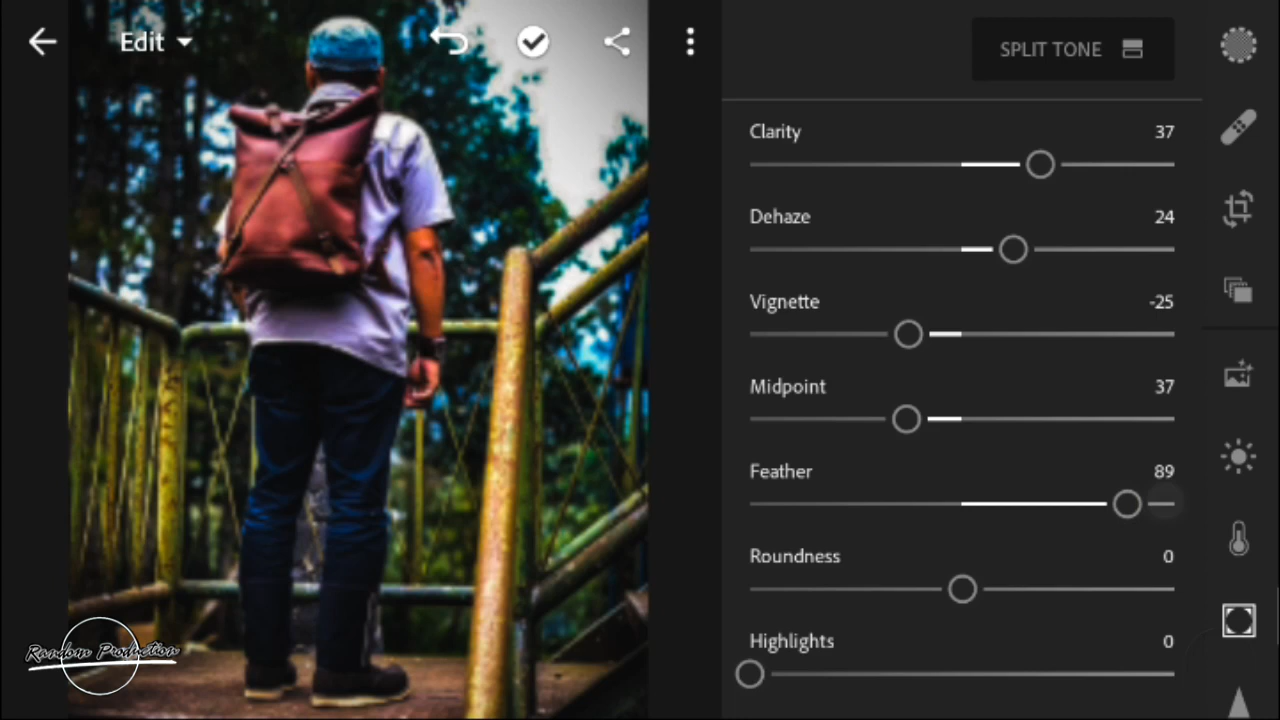 Edit
SPLIT TONE
Clarity 37
Dehaze 24
Vignette -25
Midpoint 37
Feather 89
Roundness 0
Highlights 0
Random Production